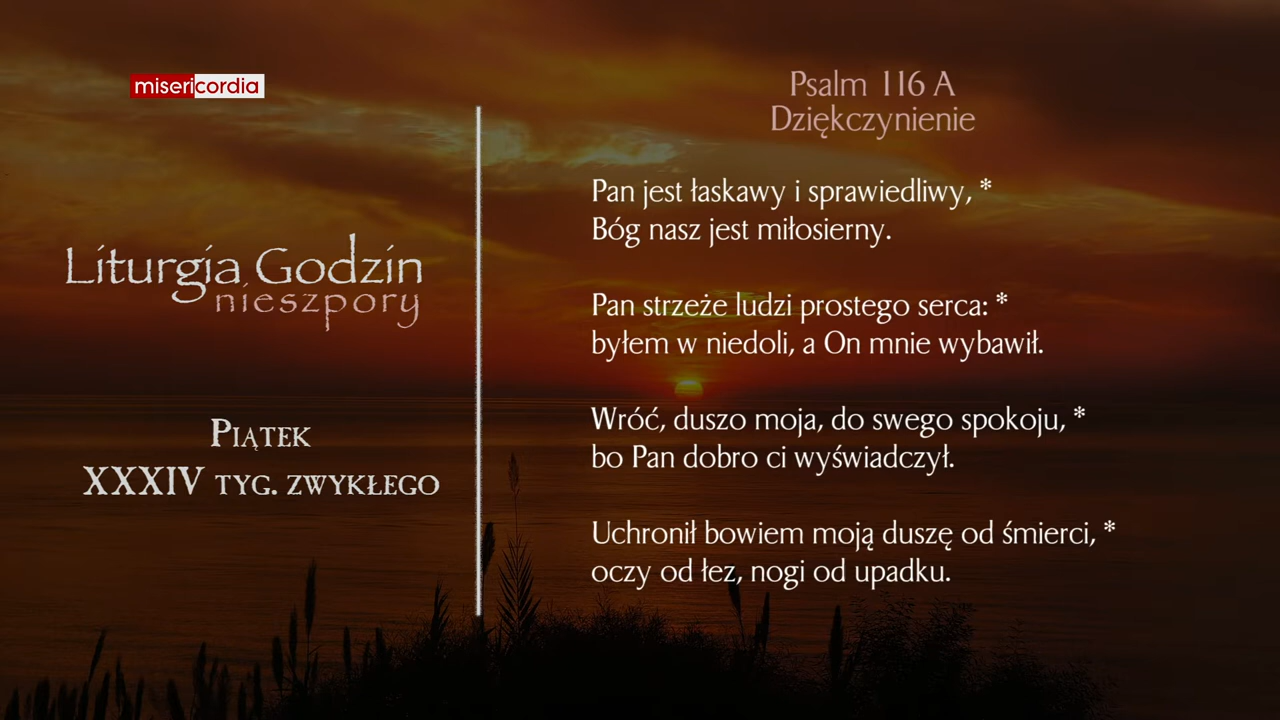 misericordia
Liturgia Godzin
nieszpory
Piątek
XXXIV tyg. zwykłego
Psalm 116 A
Dziękczynienie
Pan jest łaskawy i sprawiedliwy, *
Bóg nasz jest miłosierny.
Pan strzeże ludzi prostego serca: *
byłem w niedoli, a On mnie wybawił.
Wróć, duszo moja, do swego spokoju, *
bo Pan dobro ci wyświadczył.
Uchronił bowiem moją duszę od śmierci, *
oczy od łez, nogi od upadku.